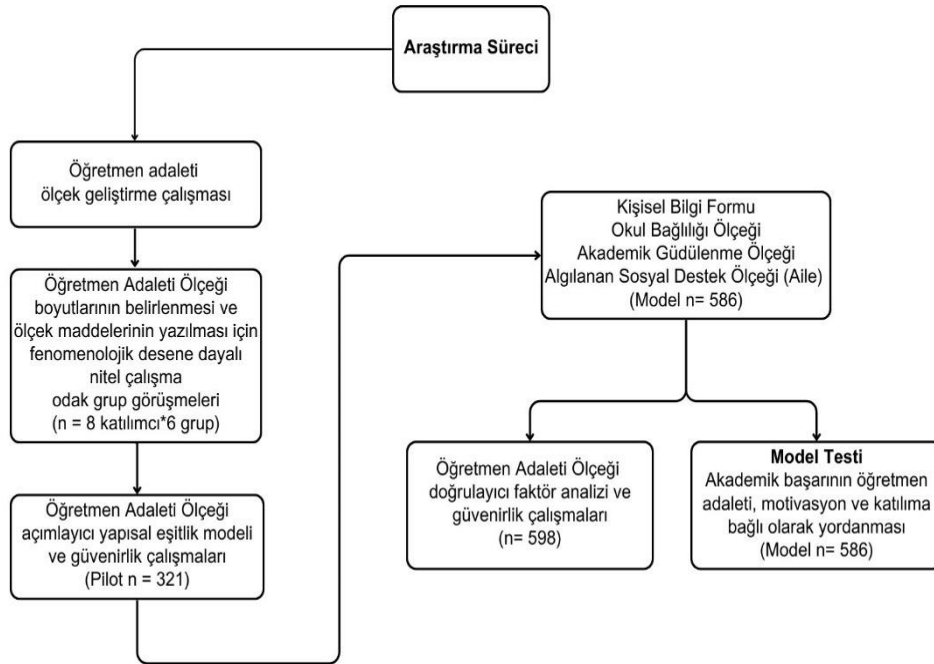 Araştırma Süreci
Öğretmen adaleti
ölçek geliştirme çalışması
Öğretmen Adaleti Ölçeği
boyutlarının belirlenmesi ve
ölçek maddelerinin yazılması için
fenomenolojik desene dayalı
nitel çalışma
odak grup görüşmeleri
(n = 8 katılımcı*6 grup)
Öğretmen Adaleti Ölçeği
açımlayıcı yapısal eşitlik modeli
ve güvenirlik çalışmaları
(Pilot n = 321)
Kişisel Bilgi Formu
Okul Bağlılığı Ölçeği
Akademik Güdülenme Ölçeği
Algılanan Sosyal Destek Ölçeği (Aile)
(Model n= 586)
Öğretmen Adaleti Ölçeği
doğrulayıcı faktör analizi ve
güvenirlik çalışmaları
(n= 598)
Model Testi
Akademik başarının öğretmen
adaleti, motivasyon ve katılıma
bağlı olarak yordanması
(Model n= 586)